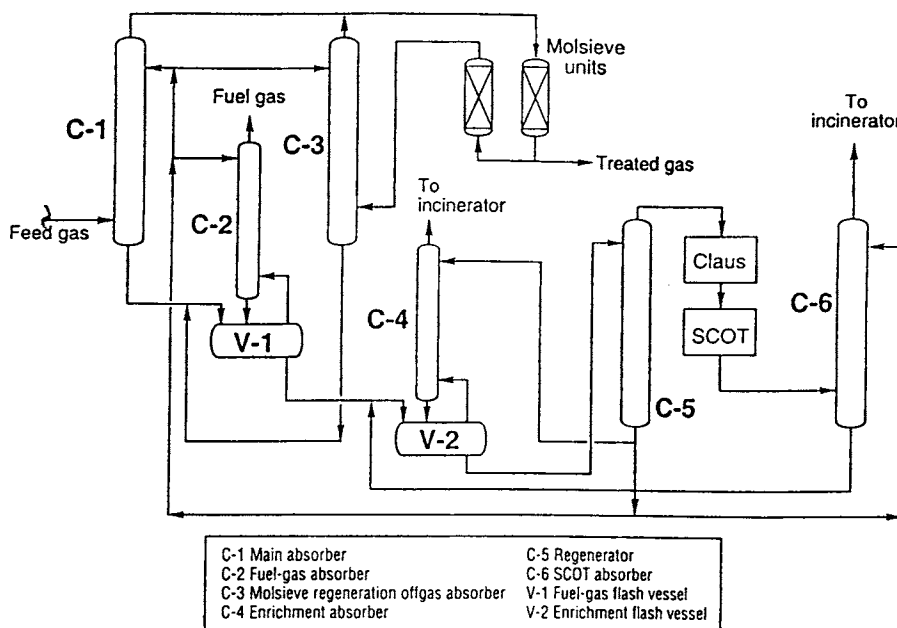 Molsieve
units
C-1
Fuel gas
C-3
To
incinerator
Treated gas
To
incinerator
C-2
Feed gas
Claus
C-4
C-6
V-1
SCOT
C-5
V-2
C-1 Main absorber
C-2 Fuel-gas absorber
C-3 Molsieve regeneration offgas absorber
C-4 Enrichment absorber
C-5 Regenerator
C-6 SCOT absorber
V-1 Fuel-gas flash vessel
V-2 Enrichment flash vessel